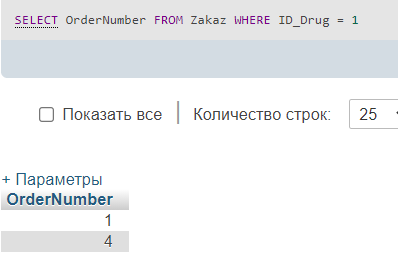 SELECT OrderNumber FROM Zakaz WHERE ID_Drug = 1
Показать все | Количество строк: 25
+ Параметры
OrderNumber
1
4